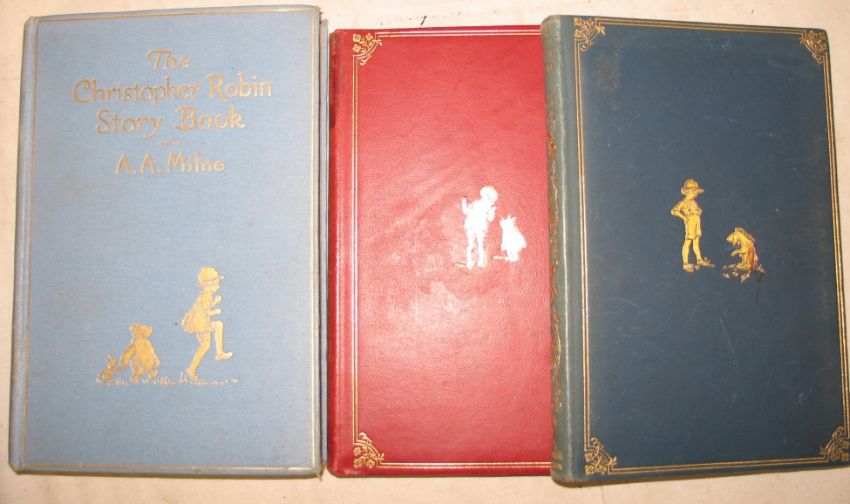 The
Christopher Robin
Story Book
A.A.Milne